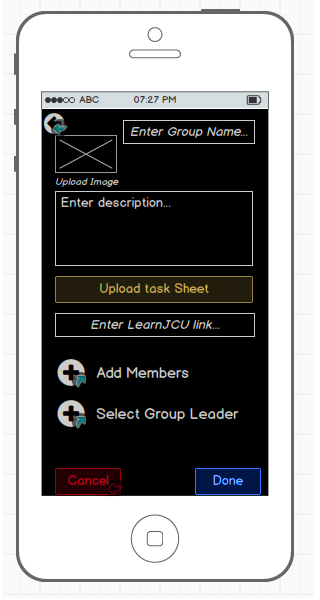 ABC 07:27 PM
Enter Group Name...
Upload Image
Enter description...
Upload task Sheet
Enter LearnJCU link...
Add Members
Select Group Leader
Cancel Done